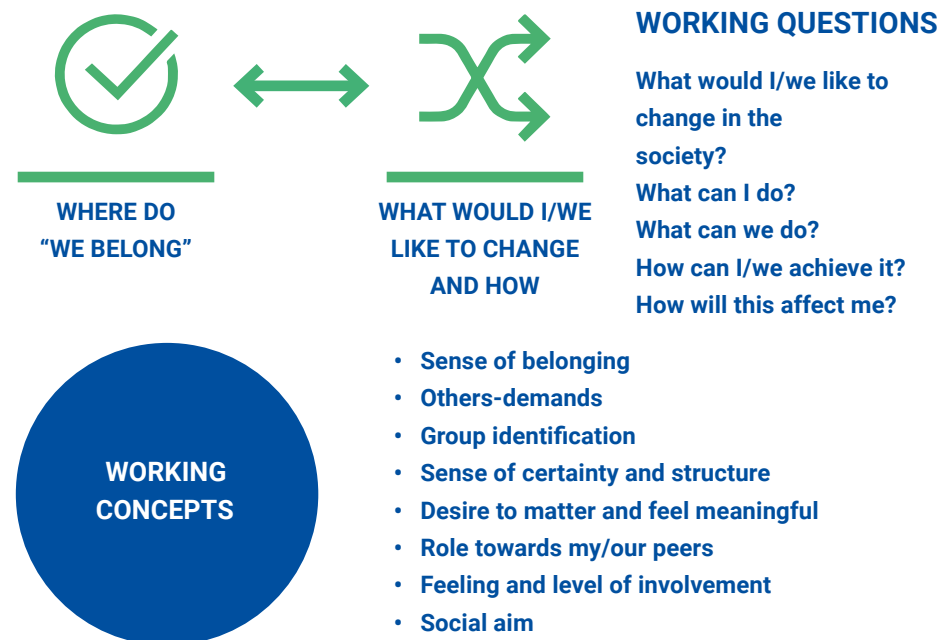 WHERE DO
“WE BELONG”
WHAT WOULD I/WE
LIKE TO CHANGE
AND HOW
WORKING QUESTIONS
What would I/we like to
change in the
society?
What can I do?
What can we do?
How can I/we achieve it?
How will this affect me?
WORKING
CONCEPTS
• Sense of belonging
• Others-demands
• Group identification
• Sense of certainty and structure
• Desire to matter and feel meaningful
• Role towards my/our peers
• Feeling and level of involvement
• Social aim